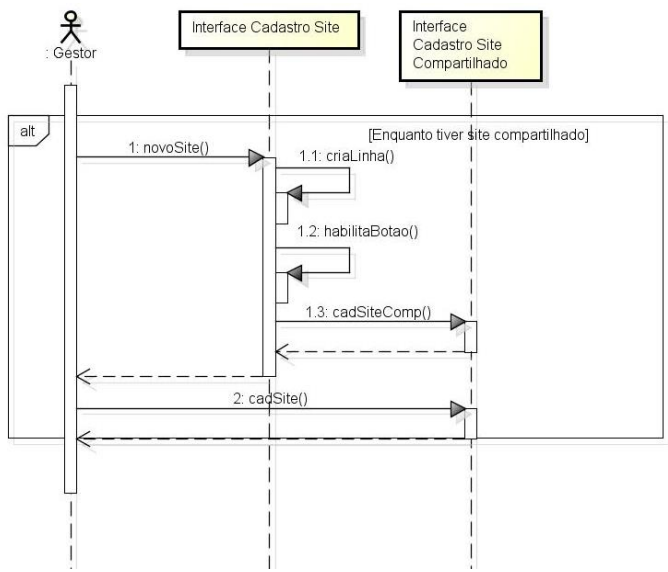 : Gestor
Interface Cadastro Site
Interface
Cadastro Site
Compartilhado
alt
[Enquanto tiver site compartilhado]
1: novoSite()
1.1: criaLinha()
1.2: habilitaBotao()
1.3: cadSiteComp()
2: cadSite()